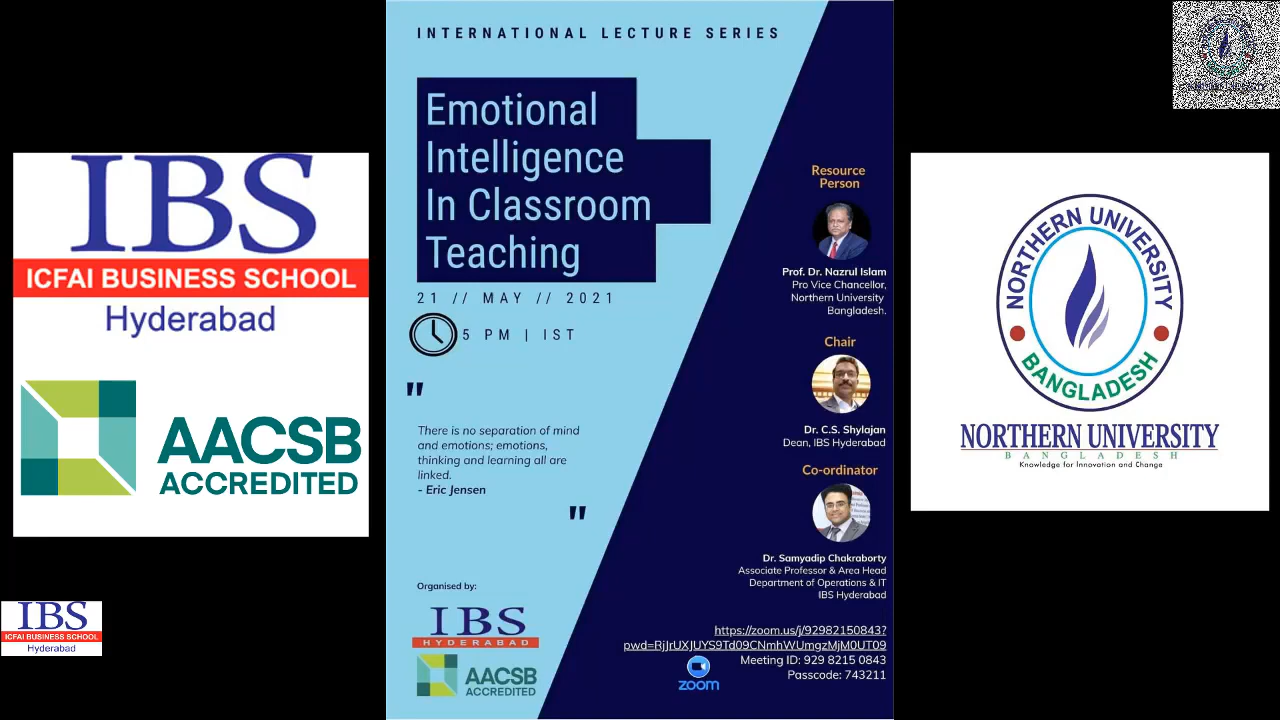 INTERNATIONAL LECTURE SERIES
Emotional
Intelligence
In Classroom
Teaching
21 // MAY // 2021
5 PM | IST
"
There is no separation of mind
and emotions; emotions,
thinking and learning all are
linked.
- Eric Jensen
"
Organised by:
IBS
HYDERABAD
AACSB
ACCREDITED
Resource
Person
Prof. Dr. Nazrul Islam
Pro Vice Chancellor,
Northern University
Bangladesh.
Chair
Dr. C.S. Shylajan
Dean, IBS Hyderabad
Co-ordinator
Dr. Samyadip Chakraborty
Associate Professor & Area Head
Department of Operations & IT
IBS Hyderabad
https://zoom.us/j/92982150843?
pwd=RjJrUXJUYS9Td09CNmhWUmgzMjM0UT09
Meeting ID: 929 8215 0843
Passcode: 743211
zoom
IBS
ICFAI BUSINESS SCHOOL
Hyderabad
AACSB
ACCREDITED
IBS
ICFAI BUSINESS SCHOOL
Hyderabad
NORTHERN UNIVERSITY
BANGLADESH
NORTHERN UNIVERSITY
BANGLADESH
Knowledge for Innovation and Change